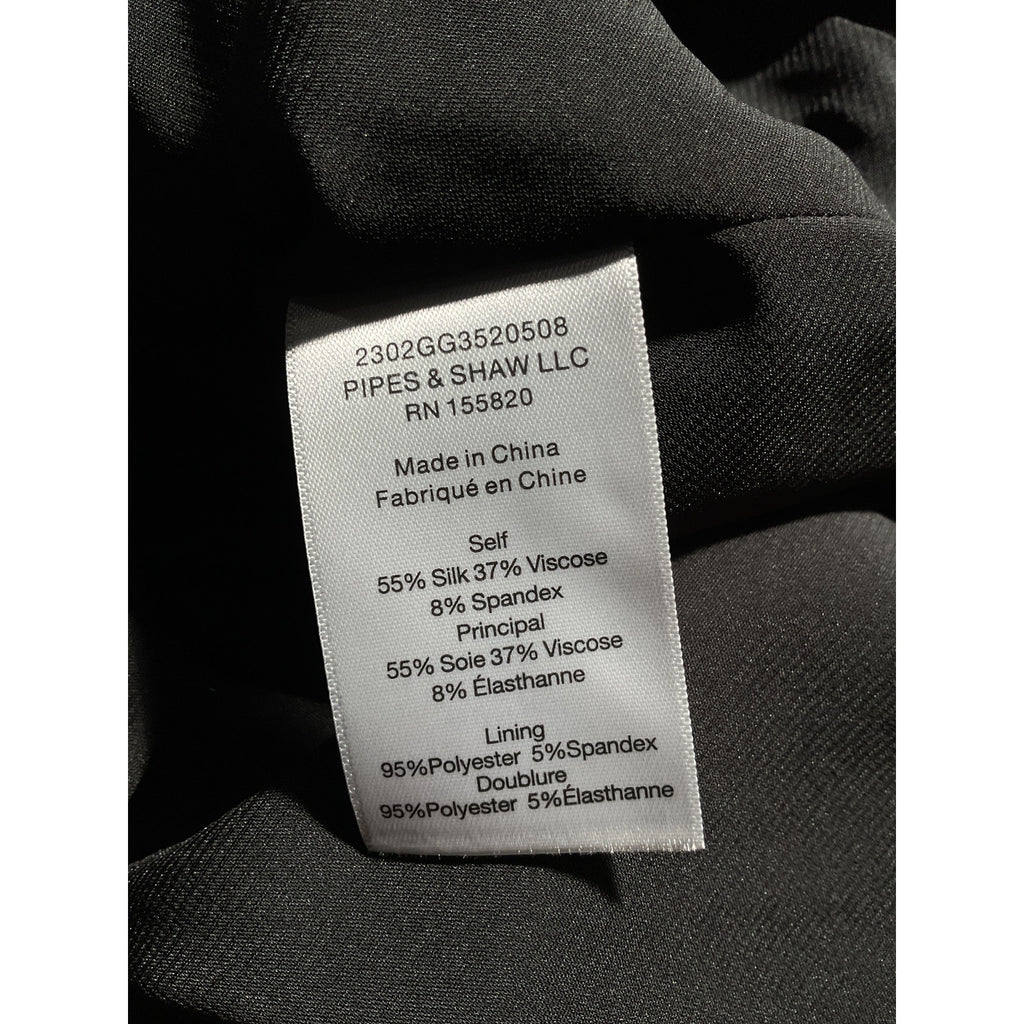 2302GG3520508
PIPES & SHAW LLC
RN 155820
Made in China
Fabriqué en Chine
Self
55% Silk 37% Viscose
8% Spandex
Principal
55% Soie 37% Viscose
8% Élasthanne
Lining
95%Polyester 5%Spandex
Doublure
95%Polyester 5%Élasthanne